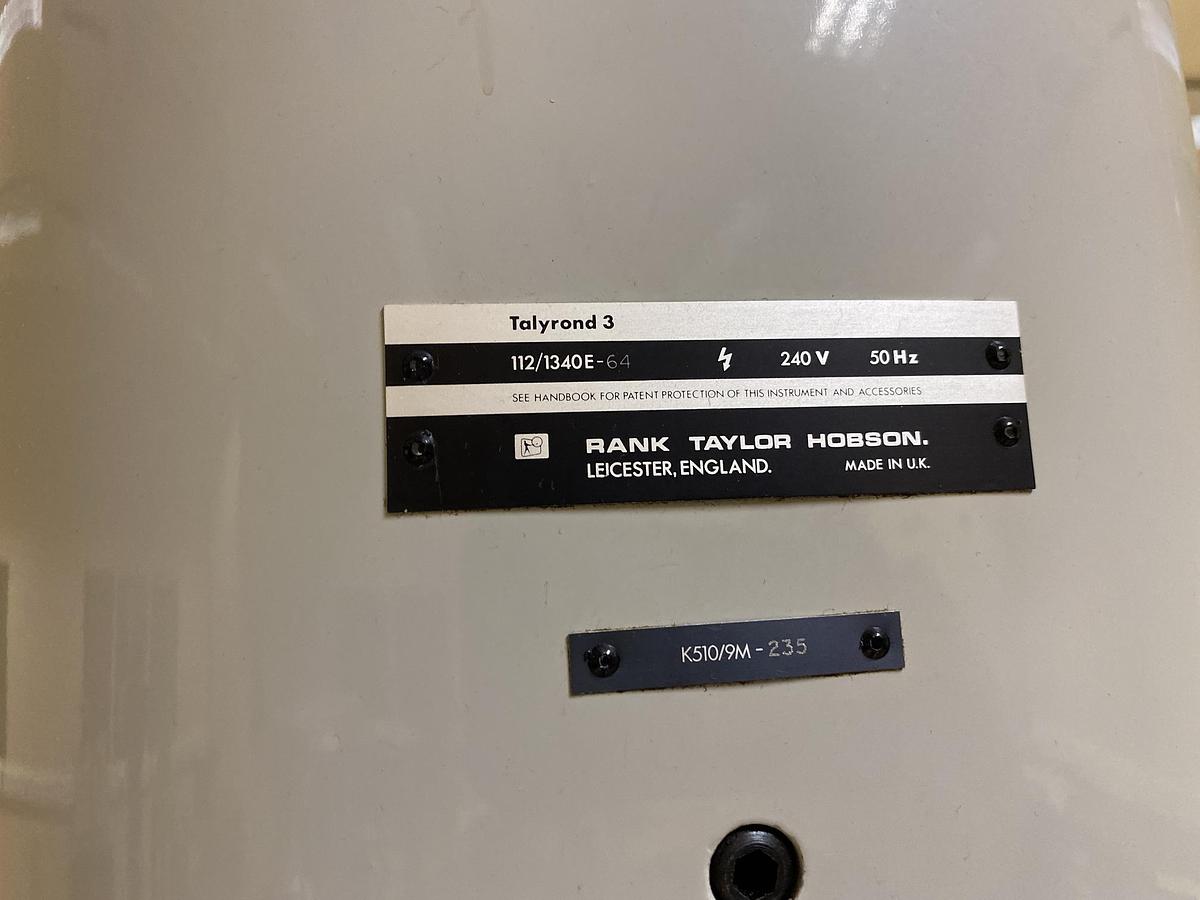 Talyrond 3
112/1340E-64 240 V 50 Hz
SEE HANDBOOK FOR PATENT PROTECTION OF THIS INSTRUMENT AND ACCESSORIES
RANK TAYLOR HOBSON.
LEICESTER, ENGLAND. MADE IN U.K.
K510/9M - 235